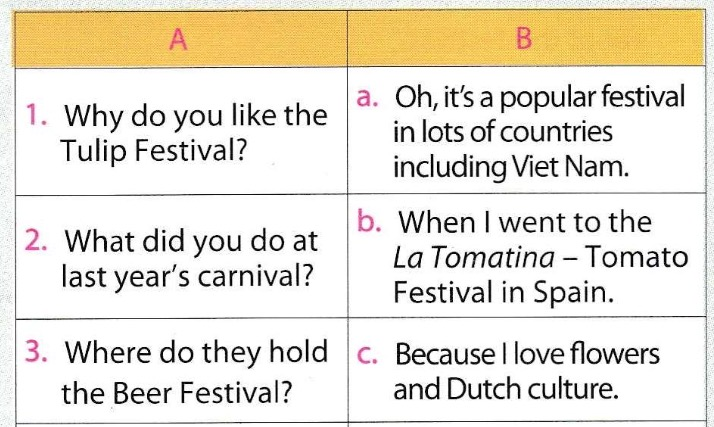 A
B
1. Why do you like the
Tulip Festival?
a. Oh, it's a popular festival
in lots of countries
including Viet Nam.
2. What did you do at
last year's carnival?
b. When I went to the
La Tomatina – Tomato
Festival in Spain.
3. Where do they hold
the Beer Festival?
c. Because I love flowers
and Dutch culture.